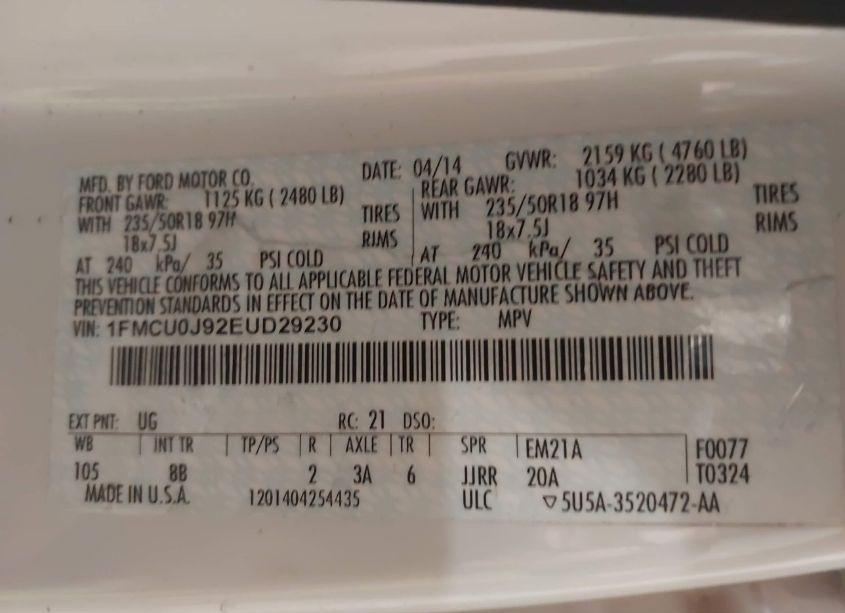 MFD. BY FORD MOTOR CO. DATE: 04/14 GVWR: 2159 KG ( 4760 LB)
FRONT GAWR: 1125 KG ( 2480 LB) REAR GAWR: 1034 KG ( 2280 LB)
WITH 235/50R18 97H TIRES WITH 235/50R18 97H TIRES
18x7.5J RIMS 18x7.5J RIMS
AT 240 kPa/ 35 PSI COLD AT 240 kPa/ 35 PSI COLD
THIS VEHICLE CONFORMS TO ALL APPLICABLE FEDERAL MOTOR VEHICLE SAFETY AND THEFT
PREVENTION STANDARDS IN EFFECT ON THE DATE OF MANUFACTURE SHOWN ABOVE.
VIN: 1FMCU0J92EUD29230 TYPE: MPV
EXT PNT: UG RC: 21 DSO:
WB INT TR TP/PS R AXLE TR SPR EM21A F0077
105 8B 2 3A 6 JJRR 20A T0324
MADE IN U.S.A. 1201404254435 ULC ▽5U5A-3520472-AA